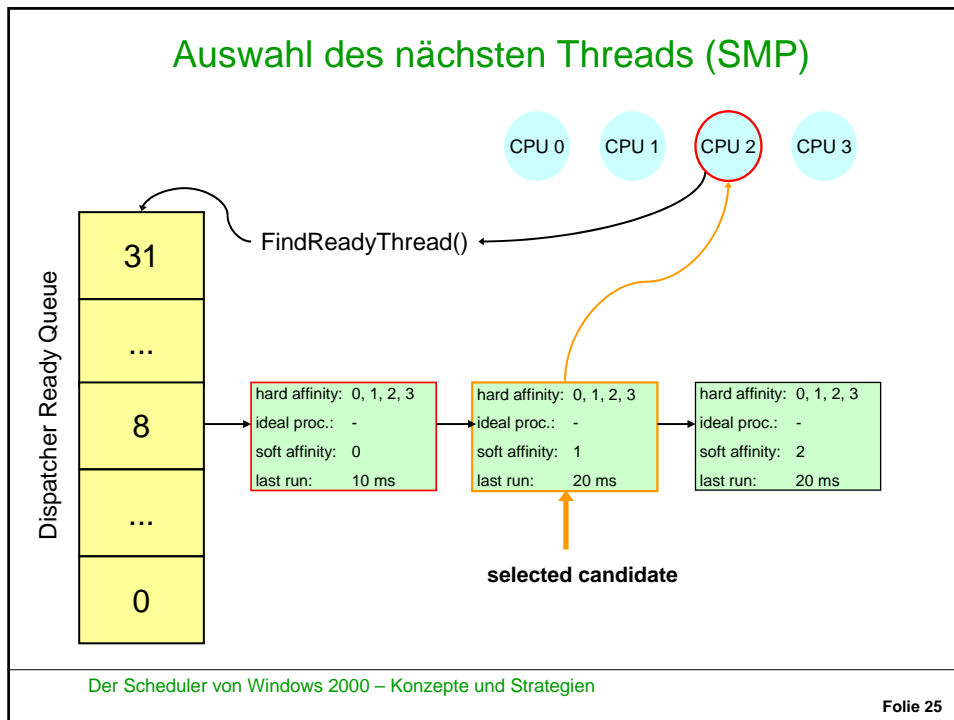 Auswahl des nächsten Threads (SMP)
CPU 0
CPU 1
CPU 2
CPU 3
FindReadyThread()
Dispatcher Ready Queue
31
...
8
...
0
hard affinity: 0, 1, 2, 3
ideal proc.: -
soft affinity: 0
last run: 10 ms
hard affinity: 0, 1, 2, 3
ideal proc.: -
soft affinity: 1
last run: 20 ms
hard affinity: 0, 1, 2, 3
ideal proc.: -
soft affinity: 2
last run: 20 ms
selected candidate
Der Scheduler von Windows 2000 – Konzepte und Strategien
Folie 25